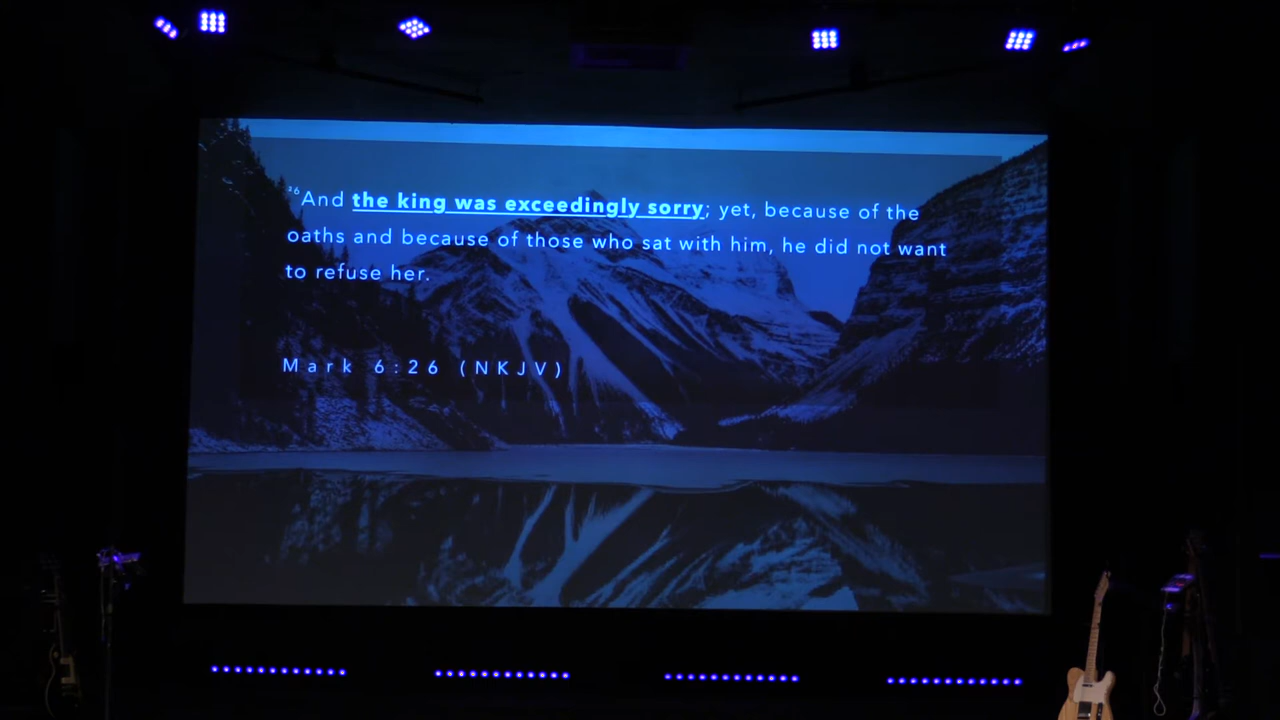 ²⁶And the king was exceedingly sorry; yet, because of the
oaths and because of those who sat with him, he did not want
to refuse her.
Mark 6:26 (NKJV)